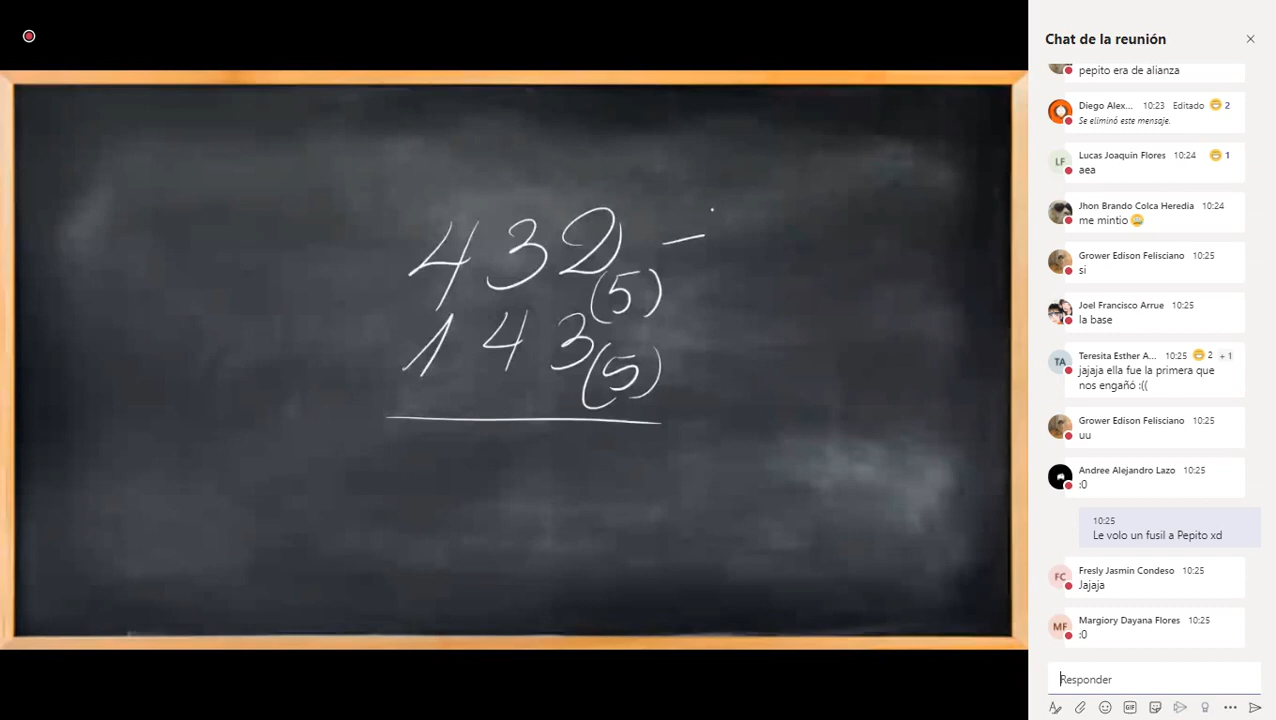 432(5) —
143(5)
Chat de la reunión
pepito era de alianza
Diego Alex... 10:23 Editado 😁 2
Se eliminó este mensaje.
LF Lucas Joaquin Flores 10:24 😁 1
aea
Jhon Brando Colca Heredia 10:24
me mintio 😅
Grower Edison Felisciano 10:25
si
Joel Francisco Arrue 10:25
la base
TA Teresita Esther A... 10:25 😁 2 + 1
jajaja ella fue la primera que
nos engañó :((
Grower Edison Felisciano 10:25
uu
Andree Alejandro Lazo 10:25
:0
10:25
Le volo un fusil a Pepito xd
FC Fresly Jasmin Condeso 10:25
Jajaja
MF Margiory Dayana Flores 10:25
:0
Responder
GIF